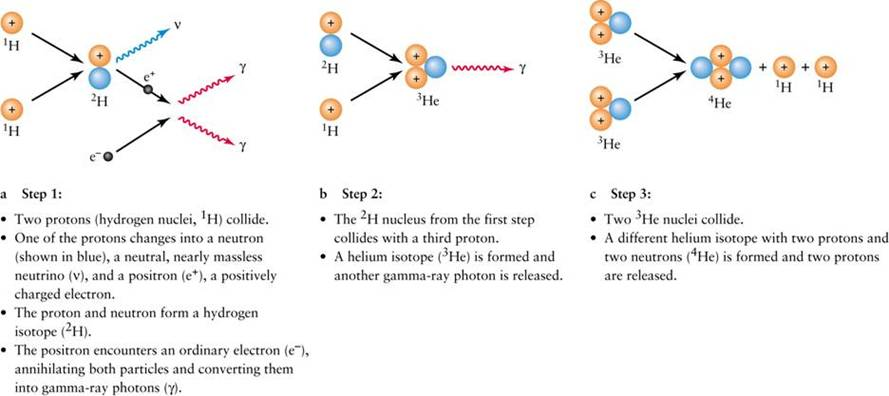 +
¹H
+
¹H
+
²H
ν
e⁺
γ
γ
e⁻
+
²H
+
¹H
+
+
³He
γ
+
+
³He
+
+
³He
+
+
⁴He
+
+
¹H
+
+
¹H
a Step 1:
• Two protons (hydrogen nuclei, ¹H) collide.
• One of the protons changes into a neutron
(shown in blue), a neutral, nearly massless
neutrino (ν), and a positron (e⁺), a positively
charged electron.
• The proton and neutron form a hydrogen
isotope (²H).
• The positron encounters an ordinary electron (e⁻),
annihilating both particles and converting them
into gamma-ray photons (γ).
b Step 2:
• The ²H nucleus from the first step
collides with a third proton.
• A helium isotope (³He) is formed and
another gamma-ray photon is released.
c Step 3:
• Two ³He nuclei collide.
• A different helium isotope with two protons and
two neutrons (⁴He) is formed and two protons
are released.